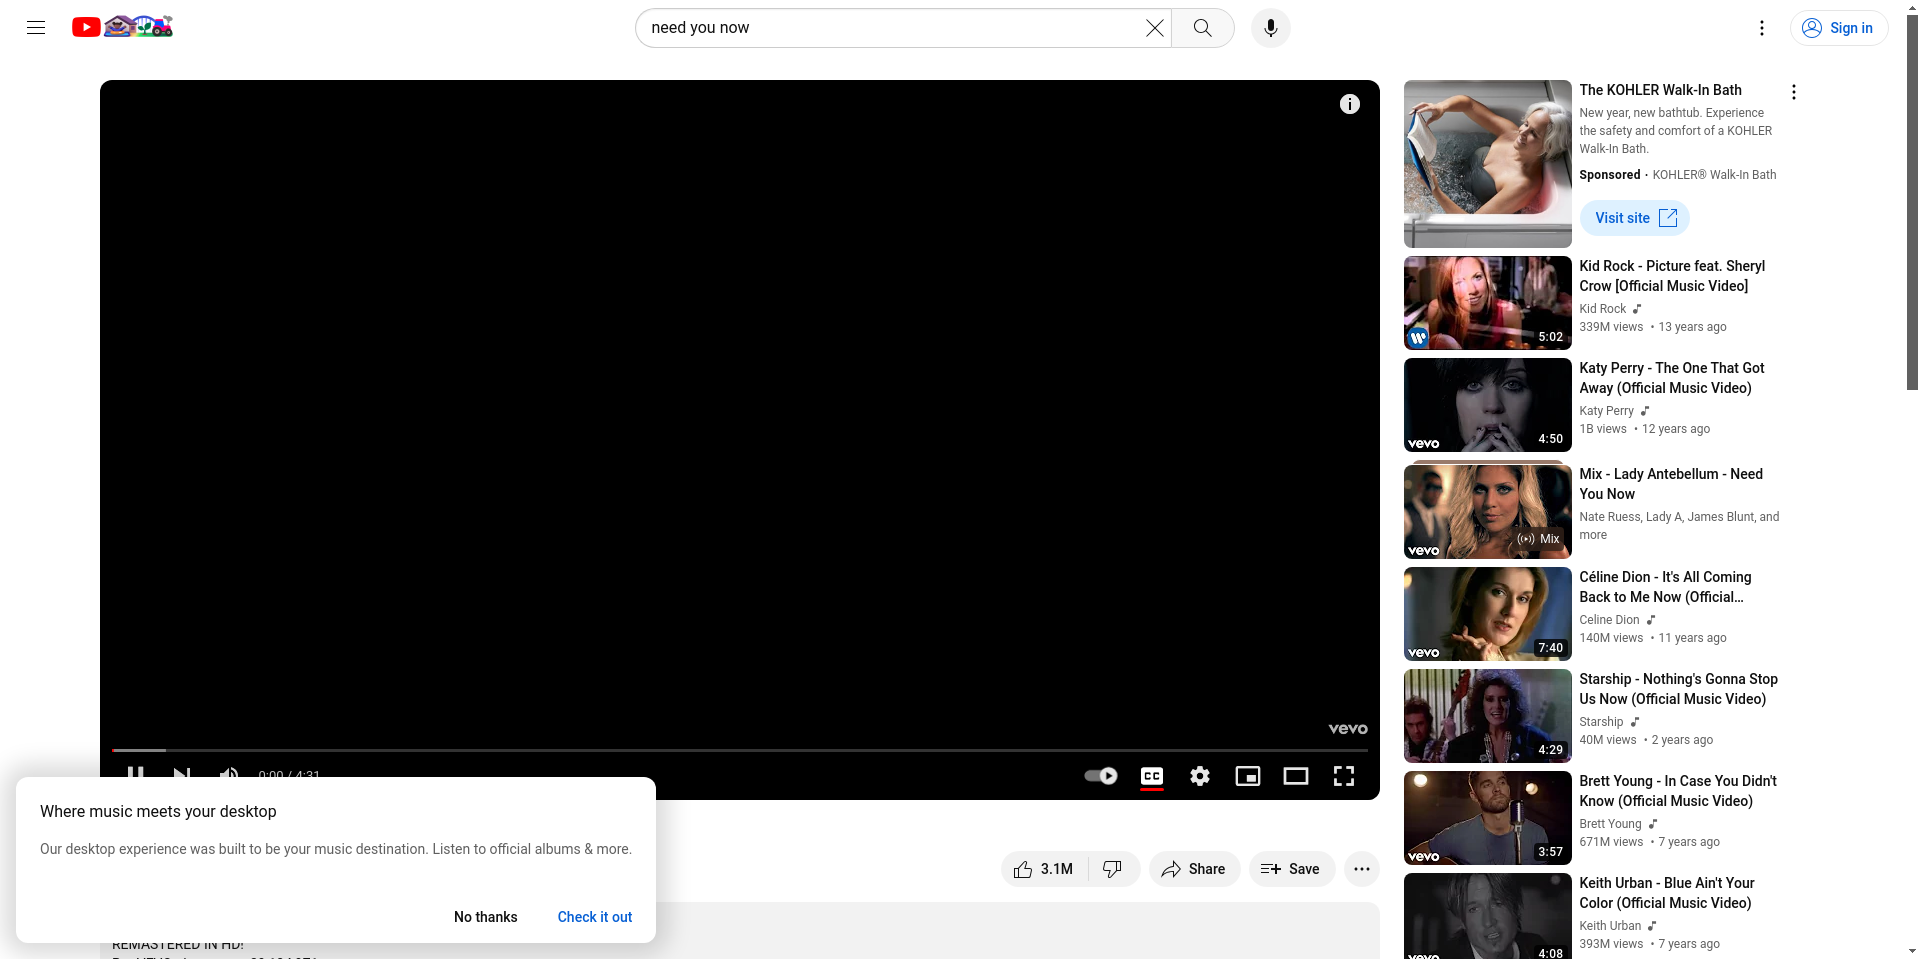 need you now
Sign in
vevo
0:00 / 4:31
CC
Where music meets your desktop
Our desktop experience was built to be your music destination. Listen to official albums & more.
No thanks
Check it out
3.1M
Share
Save
REMASTERED IN HD!
The KOHLER Walk-In Bath
New year, new bathtub. Experience
the safety and comfort of a KOHLER
Walk-In Bath.
Sponsored · KOHLER® Walk-In Bath
Visit site
5:02
Kid Rock - Picture feat. Sheryl
Crow [Official Music Video]
Kid Rock
339M views • 13 years ago
vevo
4:50
Katy Perry - The One That Got
Away (Official Music Video)
Katy Perry
1B views • 12 years ago
vevo
Mix
Mix - Lady Antebellum - Need
You Now
Nate Ruess, Lady A, James Blunt, and
more
vevo
7:40
Céline Dion - It's All Coming
Back to Me Now (Official...
Celine Dion
140M views • 11 years ago
4:29
Starship - Nothing's Gonna Stop
Us Now (Official Music Video)
Starship
40M views • 2 years ago
vevo
3:57
Brett Young - In Case You Didn't
Know (Official Music Video)
Brett Young
671M views • 7 years ago
4:08
Keith Urban - Blue Ain't Your
Color (Official Music Video)
Keith Urban
393M views • 7 years ago